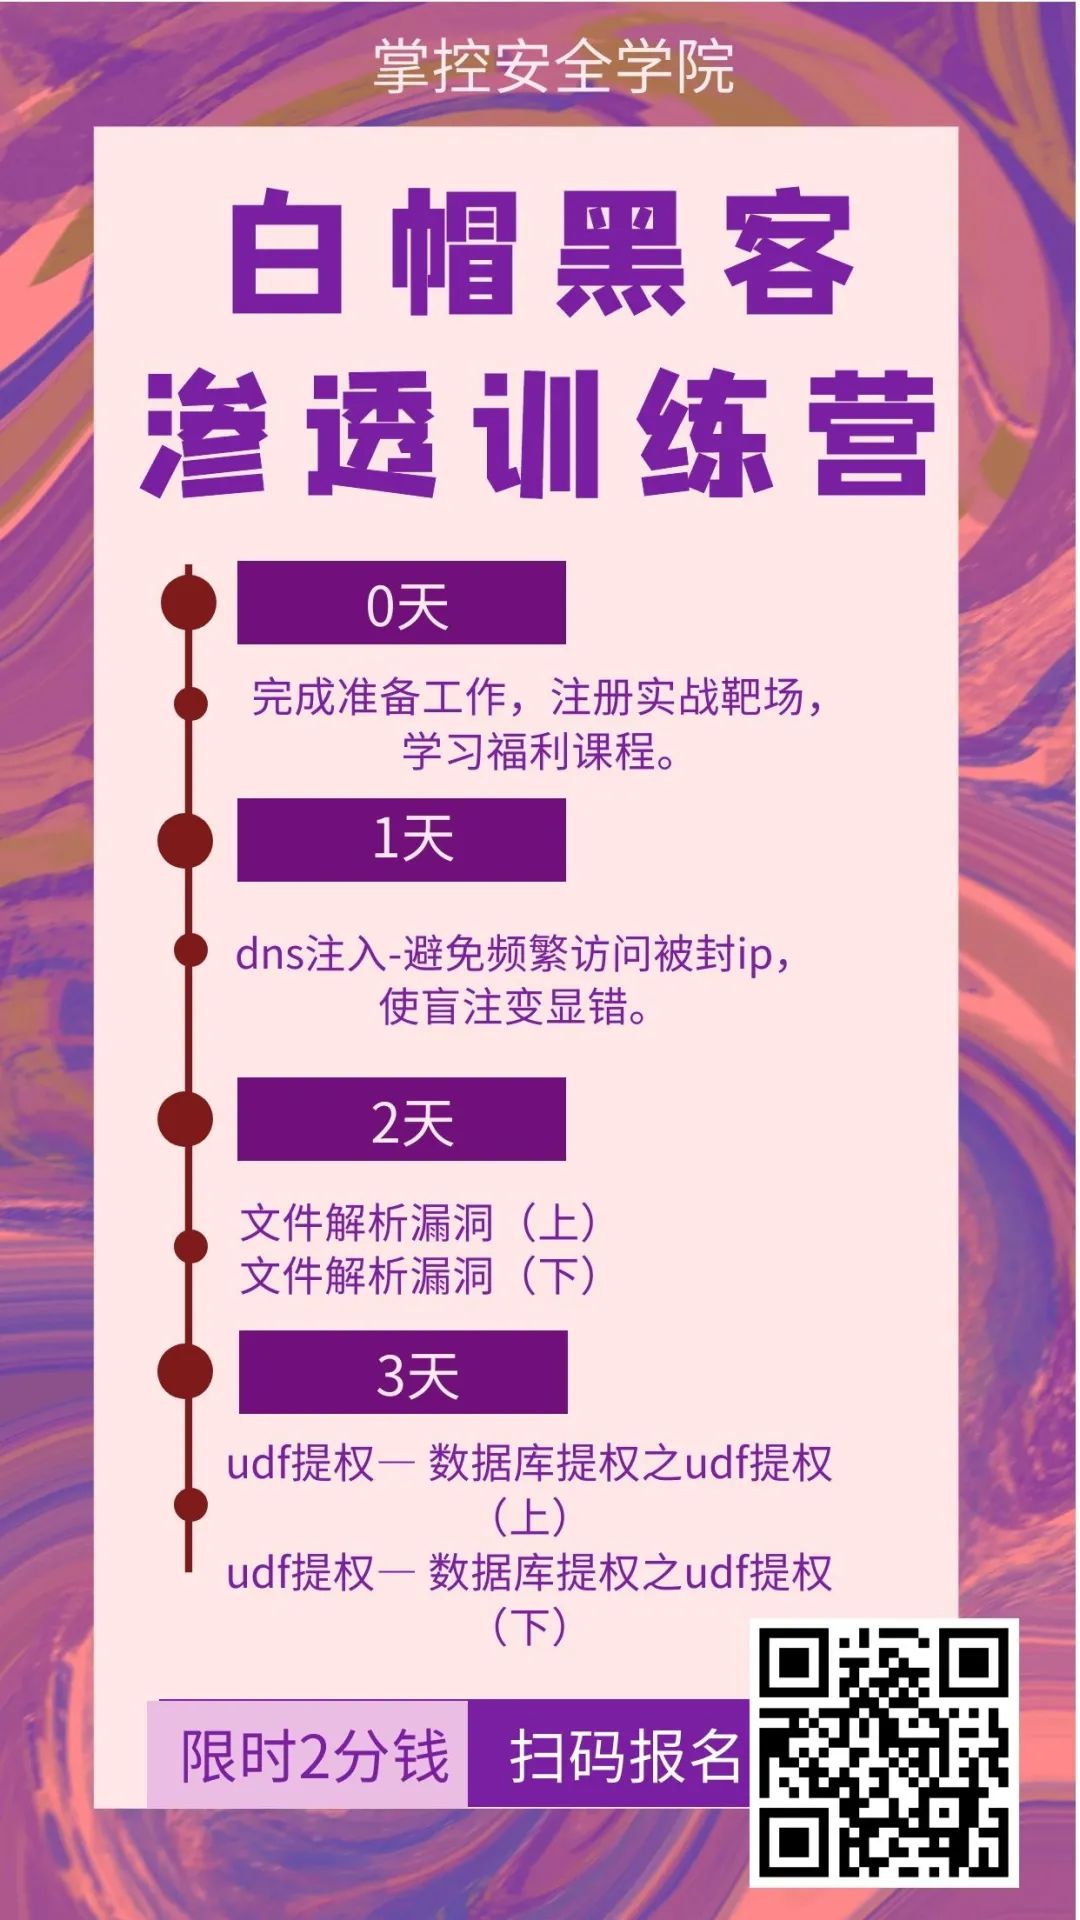 掌控安全学院
白帽黑客
渗透训练营
0天
完成准备工作，注册实战靶场，
学习福利课程。
1天
dns注入-避免频繁访问被封ip，
使盲注变显错。
2天
文件解析漏洞（上）
文件解析漏洞（下）
3天
udf提权— 数据库提权之udf提权
（上）
udf提权— 数据库提权之udf提权
（下）
限时2分钱
扫码报名